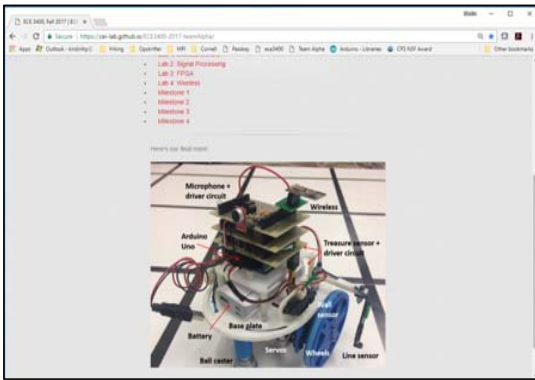 ECE 3400, Fall 2017 | EC
Secure | https://cei-lab.github.io/ECE3400-2017-teamAlpha/
Apps
Hiking
Cornell
Team Alpha
Arduino - Libraries
Other bookmarks
Lab 2: Signal Processing
Lab 3: FPGA
Lab 4: Wireless
Milestone 1
Milestone 2
Milestone 3
Milestone 4
Here's our final robot:
Microphone +
driver circuit
Wireless
Arduino
Uno
Treasure sensor +
driver circuit
Wall
sensor
Base plate
Battery
Servos
Wheels
Line sensor
Ball caster